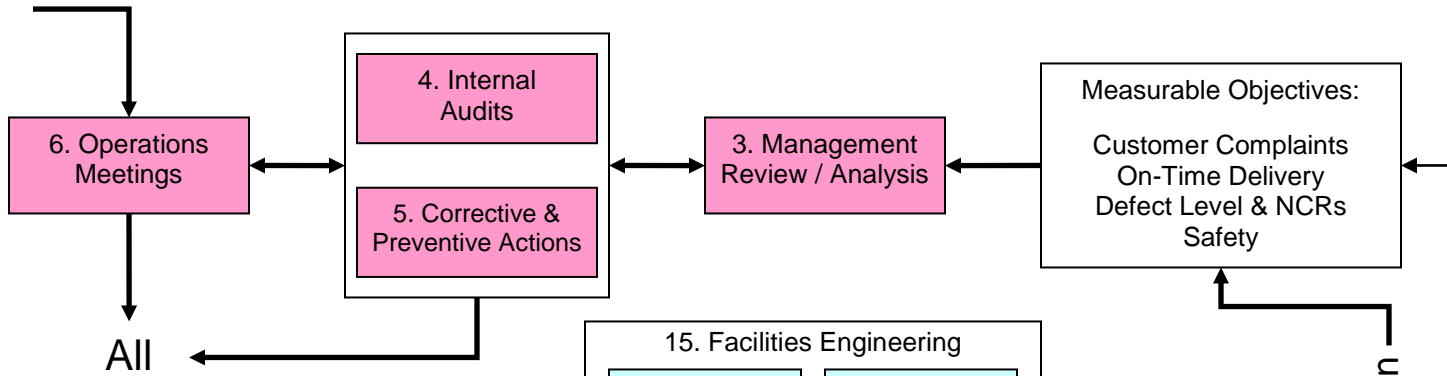 4. Internal
Audits
Measurable Objectives:
6. Operations
Meetings
3. Management
Review / Analysis
Customer Complaints
On-Time Delivery
Defect Level & NCRs
Safety
5. Corrective &
Preventive Actions
All
15. Facilities Engineering
n